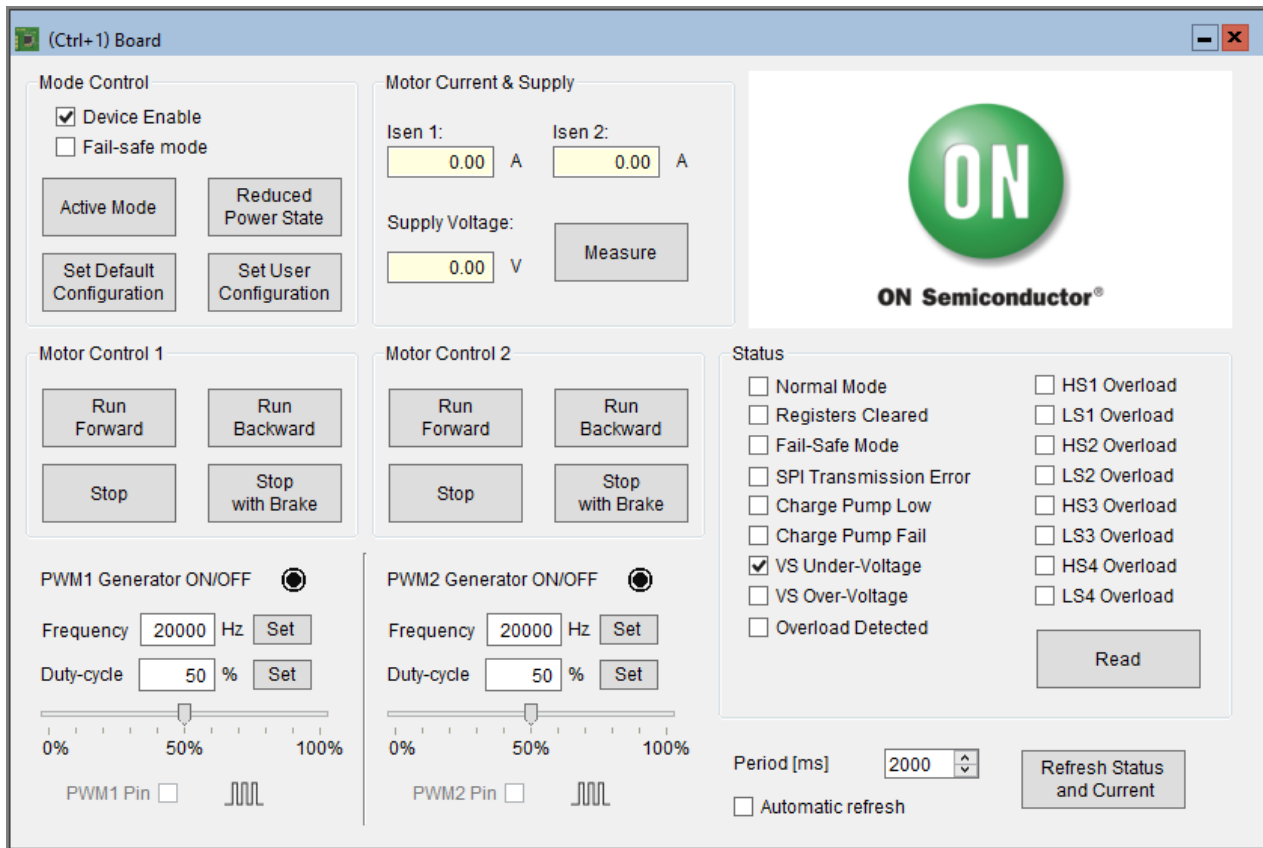 (Ctrl+1) Board
Mode Control
Device Enable
Fail-safe mode
Active Mode
Reduced
Power State
Set Default
Configuration
Set User
Configuration
Motor Current & Supply
Isen 1:
0.00 A
Isen 2:
0.00 A
Supply Voltage:
0.00 V
Measure
ON
ON Semiconductor®
Motor Control 1
Run
Forward
Run
Backward
Stop
Stop
with Brake
Motor Control 2
Run
Forward
Run
Backward
Stop
Stop
with Brake
Status
Normal Mode
Registers Cleared
Fail-Safe Mode
SPI Transmission Error
Charge Pump Low
Charge Pump Fail
VS Under-Voltage
VS Over-Voltage
Overload Detected
HS1 Overload
LS1 Overload
HS2 Overload
LS2 Overload
HS3 Overload
LS3 Overload
HS4 Overload
LS4 Overload
Read
PWM1 Generator ON/OFF
Frequency 20000 Hz Set
Duty-cycle 50 % Set
0% 50% 100%
PWM1 Pin
PWM2 Generator ON/OFF
Frequency 20000 Hz Set
Duty-cycle 50 % Set
0% 50% 100%
PWM2 Pin
Period [ms] 2000
Automatic refresh
Refresh Status
and Current